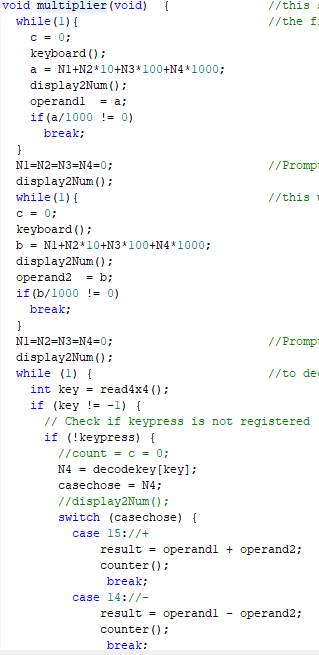 void multiplier(void)  {               //this
  while(1){                            //the
    c = 0;
    keyboard();
    a = N1+N2*10+N3*100+N4*1000;
    display2Num();
    operand1  = a;
    if(a/1000 != 0)
      break;
  }
  N1=N2=N3=N4=0;                       //Prompt
  display2Num();
  while(1){                            //this
  c = 0;
  keyboard();
  b = N1+N2*10+N3*100+N4*1000;
  display2Num();
  operand2  = b;
  if(b/1000 != 0)
    break;
  }
  N1=N2=N3=N4=0;                       //Prompt
  display2Num();
  while (1) {                          //to
    int key = read4x4();
    if (key != -1) {
      // Check if keypress is not registered
      if (!keypress) {
        //count = c = 0;
        N4 = decodekey[key];
        casechose = N4;
        //display2Num();
        switch (casechose) {
          case 15://+
              result = operand1 + operand2;
              counter();
               break;
          case 14://-
              result = operand1 - operand2;
              counter();
               break;